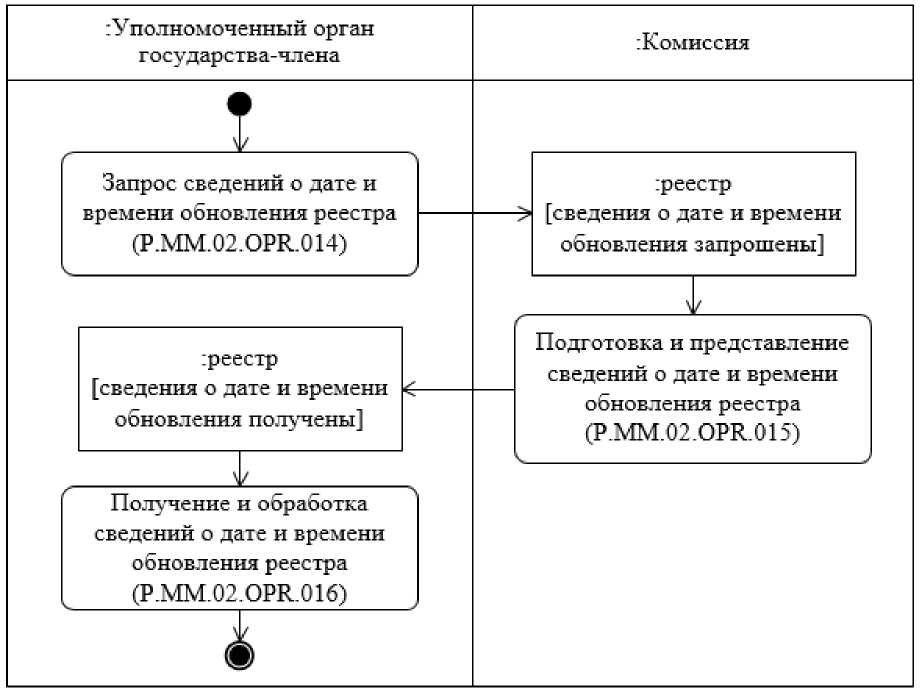 :Уполномоченный орган
государства-члена
:Комиссия
Запрос сведений о дате и
времени обновления реестра
(P.MM.02.OPR.014)
:реестр
[сведения о дате и времени
обновления запрошены]
Подготовка и представление
сведений о дате и времени
обновления реестра
(P.MM.02.OPR.015)
:реестр
[сведения о дате и времени
обновления получены]
Получение и обработка
сведений о дате и времени
обновления реестра
(P.MM.02.OPR.016)